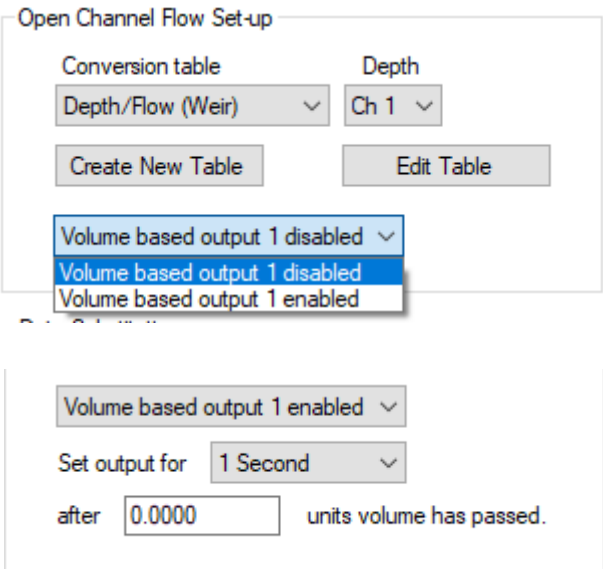 Open Channel Flow Set-up
Conversion table Depth
Depth/Flow (Weir) Ch 1
Create New Table Edit Table
Volume based output 1 disabled
Volume based output 1 disabled
Volume based output 1 enabled
Volume based output 1 enabled
Set output for 1 Second
after 0.0000 units volume has passed.